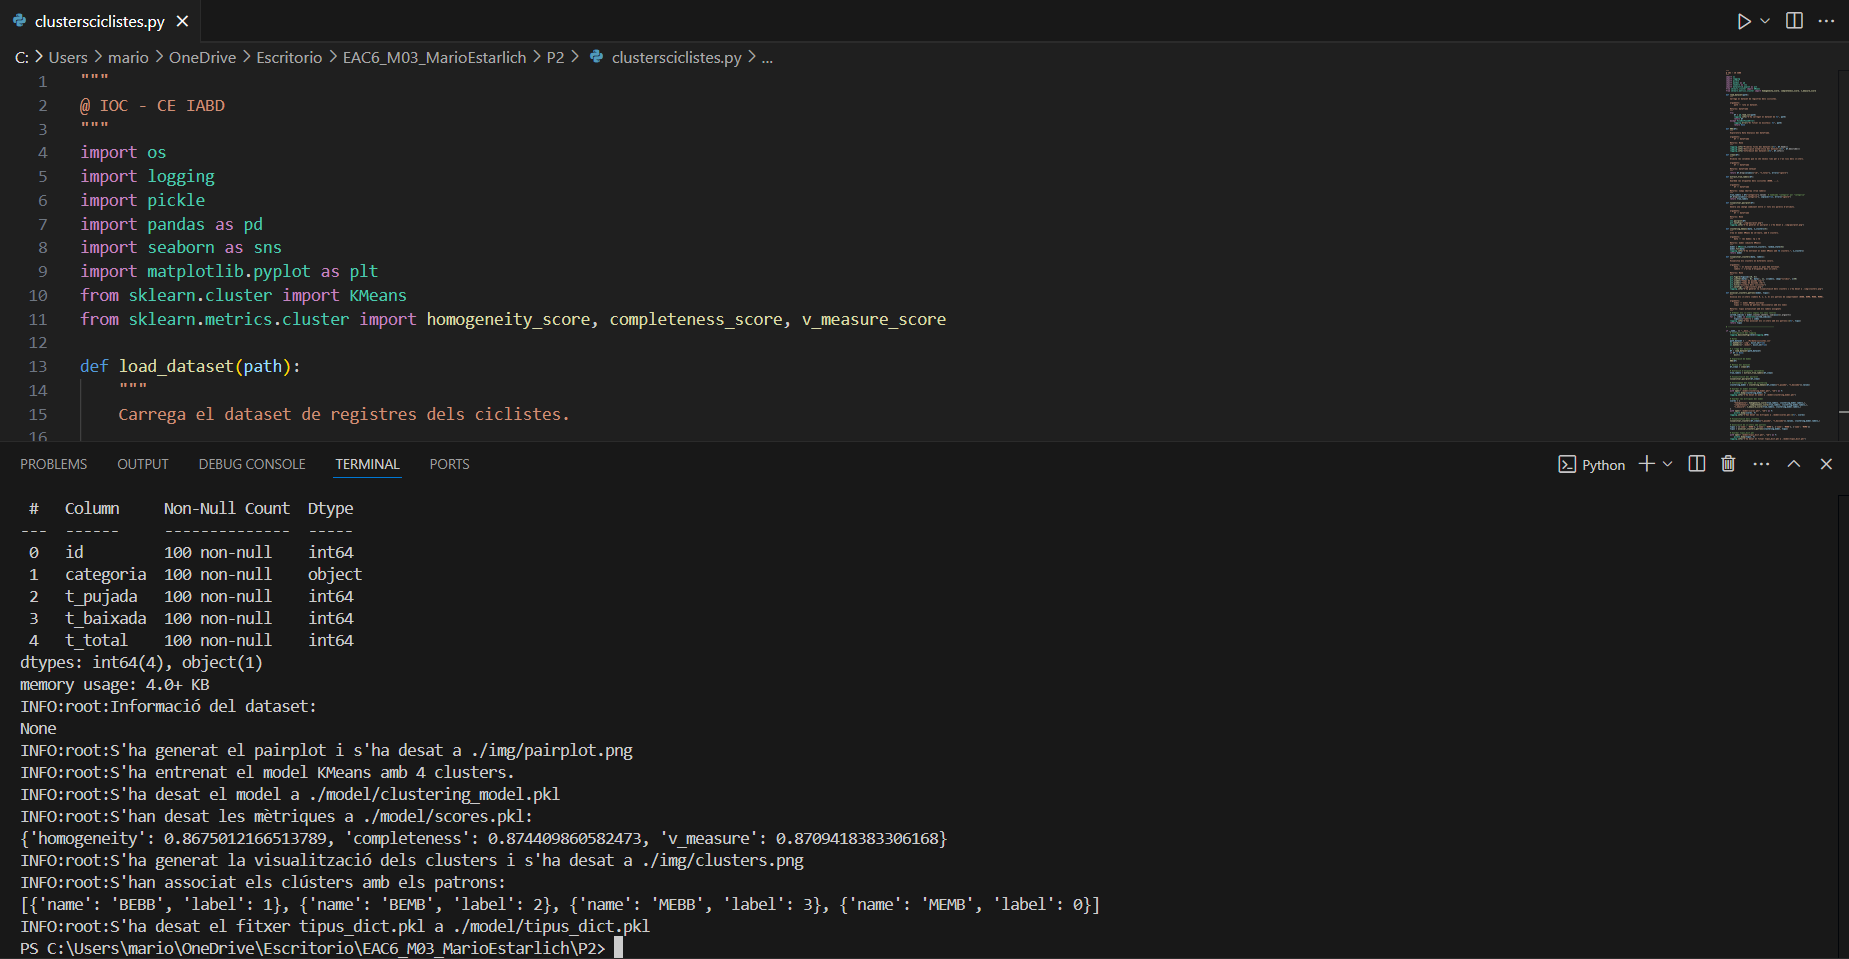 clustersciclistes.py
C: > Users > mario > OneDrive > Escritorio > EAC6_M03_MarioEstarlich > P2 > clustersciclistes.py > ...
1 """
2 @ IOC - CE IABD
3 """
4 import os
5 import logging
6 import pickle
7 import pandas as pd
8 import seaborn as sns
9 import matplotlib.pyplot as plt
10 from sklearn.cluster import KMeans
11 from sklearn.metrics.cluster import homogeneity_score, completeness_score, v_measure_score
12
13 def load_dataset(path):
14 """
15 Carrega el dataset de registres dels ciclistes.
16
PROBLEMS OUTPUT DEBUG CONSOLE TERMINAL PORTS Python
# Column Non-Null Count Dtype
--- ------ -------------- -----
0 id 100 non-null int64
1 categoria 100 non-null object
2 t_pujada 100 non-null int64
3 t_baixada 100 non-null int64
4 t_total 100 non-null int64
dtypes: int64(4), object(1)
memory usage: 4.0+ KB
INFO:root:Informació del dataset:
None
INFO:root:S'ha generat el pairplot i s'ha desat a ./img/pairplot.png
INFO:root:S'ha entrenat el model KMeans amb 4 clusters.
INFO:root:S'ha desat el model a ./model/clustering_model.pkl
INFO:root:S'han desat les mètriques a ./model/scores.pkl:
{'homogeneity': 0.8675012166513789, 'completeness': 0.874409860582473, 'v_measure': 0.8709418383306168}
INFO:root:S'ha generat la visualització dels clusters i s'ha desat a ./img/clusters.png
INFO:root:S'han associat els clústers amb els patrons:
[{'name': 'BEBB', 'label': 1}, {'name': 'BEMB', 'label': 2}, {'name': 'MEBB', 'label': 3}, {'name': 'MEMB', 'label': 0}]
INFO:root:S'ha desat el fitxer tipus_dict.pkl a ./model/tipus_dict.pkl
PS C:\Users\mario\OneDrive\Escritorio\EAC6_M03_MarioEstarlich\P2>